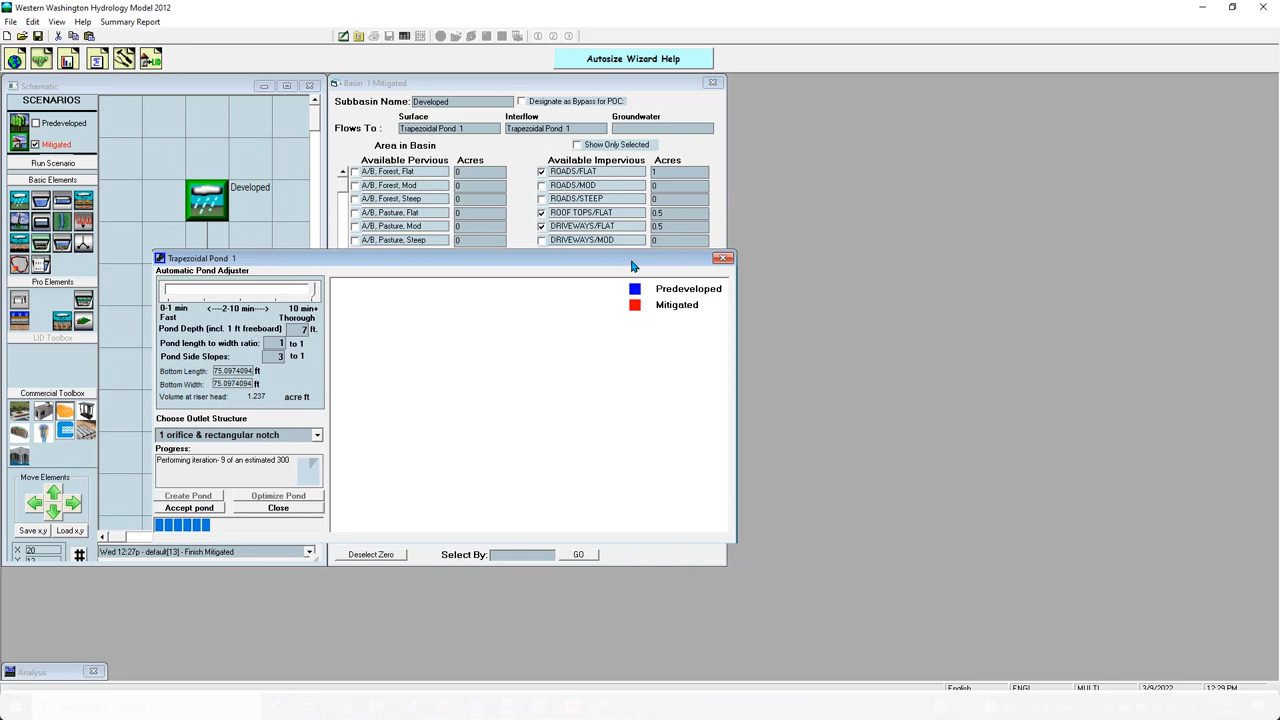 Western Washington Hydrology Model 2012
File Edit View Help Summary Report
Autosize Wizard Help
Schematic
SCENARIOS
Predeveloped
Mitigated
Run Scenario
Basic Elements
Pro Elements
LID Toolbox
Commercial Toolbox
Move Elements
Save x,y Load x,y
X 20
Developed
Wed 12:27p - default[13] - Finish Mitigated
Basin 1 Mitigated
Subbasin Name: Developed Designate as Bypass for POC:
Surface Interflow Groundwater
Flows To : Trapezoidal Pond 1 Trapezoidal Pond 1
Area in Basin Show Only Selected
Available Pervious Acres Available Impervious Acres
A/B, Forest, Flat 0 ROADS/FLAT 1
A/B, Forest, Mod 0 ROADS/MOD 0
A/B, Forest, Steep 0 ROADS/STEEP 0
A/B, Pasture, Flat 0 ROOF TOPS/FLAT 0.5
A/B, Pasture, Mod 0 DRIVEWAYS/FLAT 0.5
A/B, Pasture, Steep 0 DRIVEWAYS/MOD 0
Trapezoidal Pond 1
Automatic Pond Adjuster
0-1 min <---2-10 min---> 10 min+
Fast Thorough
Pond Depth (incl. 1 ft freeboard) 7 ft.
Pond length to width ratio: 1 to 1
Pond Side Slopes: 3 to 1
Bottom Length: 75.0974094 ft
Bottom Width: 75.0974094 ft
Volume at riser head: 1.237 acre ft
Choose Outlet Structure
1 orifice & rectangular notch
Progress:
Performing iteration- 9 of an estimated 300
Create Pond Optimize Pond
Accept pond Close
Predeveloped
Mitigated
Deselect Zero Select By: GO
Analysis
English ENGL MULTI 3/9/2022 12:29 PM